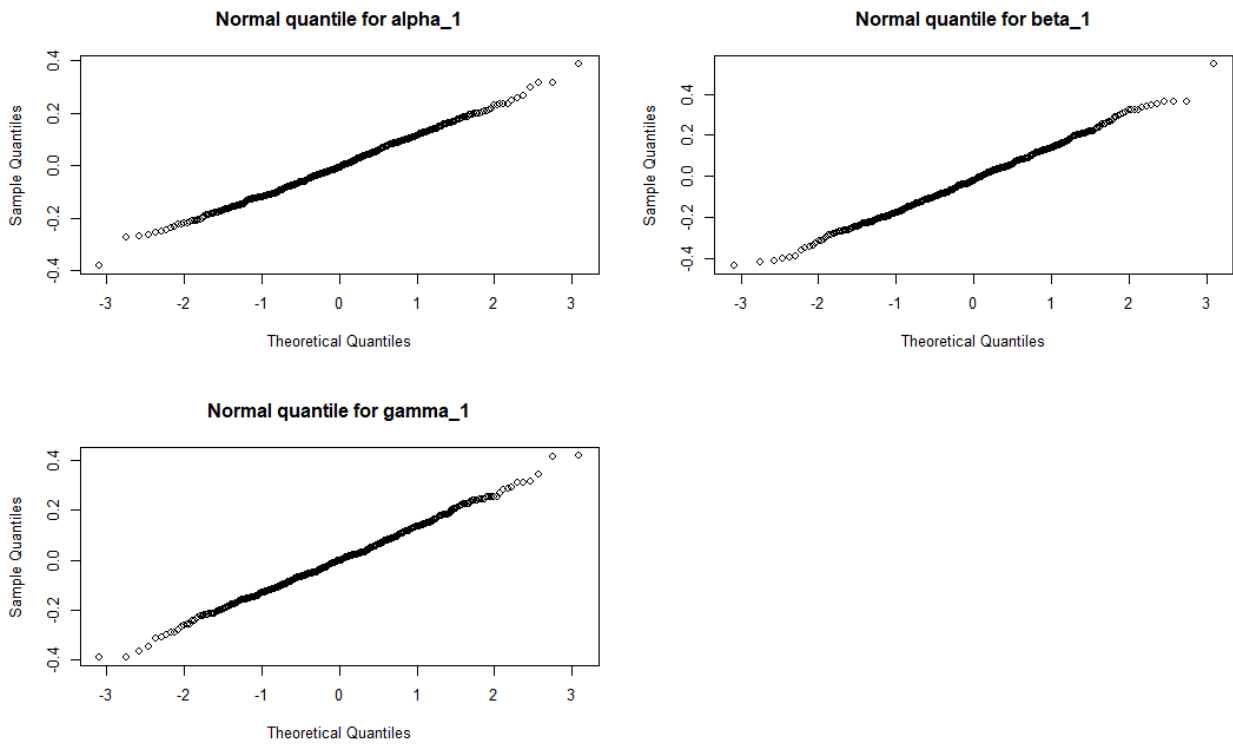 Normal quantile for alpha_1
Sample Quantiles
0.4
0.2
0.0
-0.2
-0.4
-3 -2 -1 0 1 2 3
Theoretical Quantiles
Normal quantile for beta_1
Sample Quantiles
0.4
0.2
0.0
-0.2
-0.4
-3 -2 -1 0 1 2 3
Theoretical Quantiles
Normal quantile for gamma_1
Sample Quantiles
0.4
0.2
0.0
-0.2
-0.4
-3 -2 -1 0 1 2 3
Theoretical Quantiles